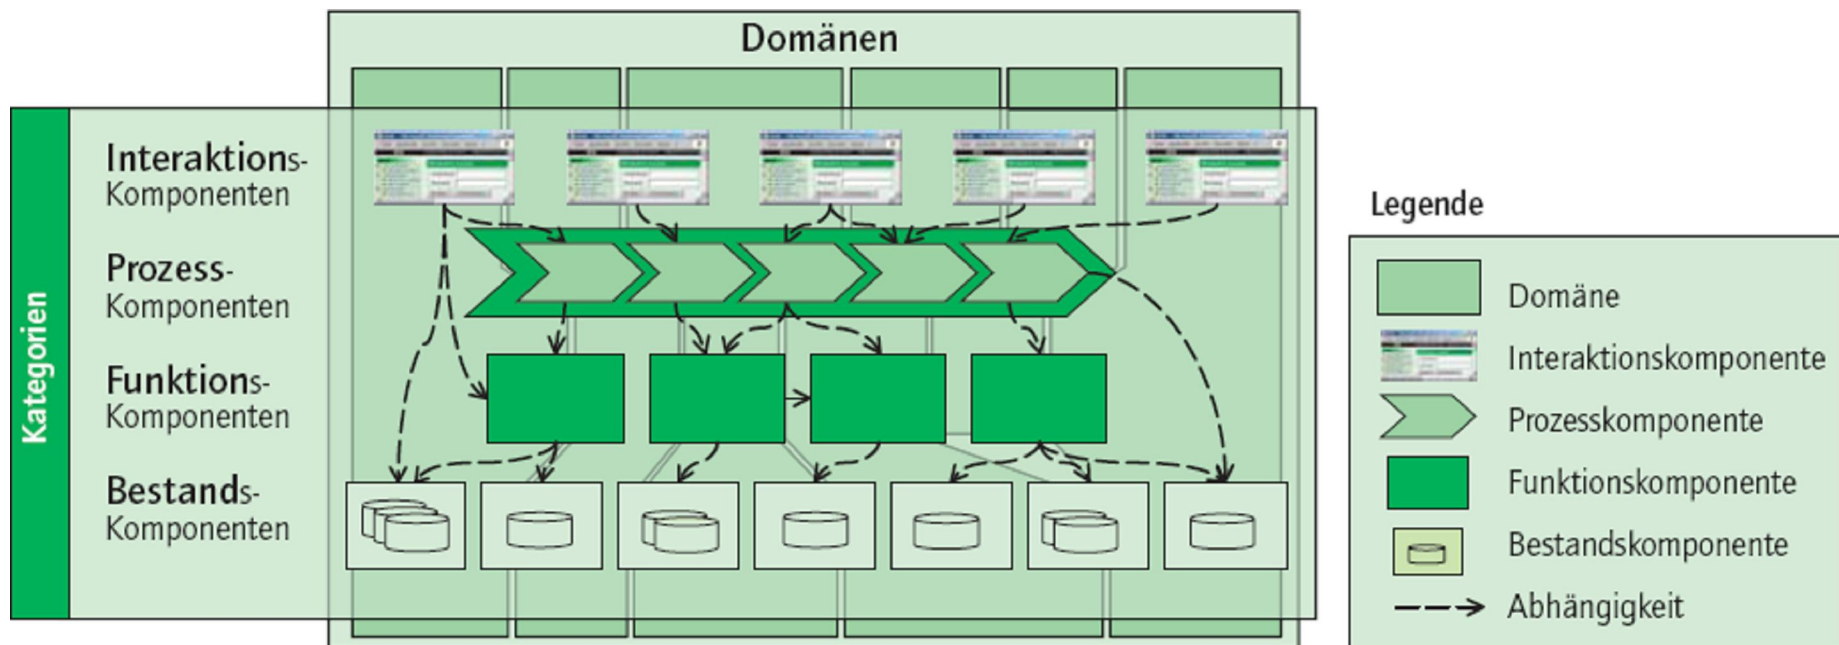 Domänen
Kategorien
Interaktions-
Komponenten
Prozess-
Komponenten
Funktions-
Komponenten
Bestands-
Komponenten
Legende
Domäne
Interaktionskomponente
Prozesskomponente
Funktionskomponente
Bestandskomponente
Abhängigkeit